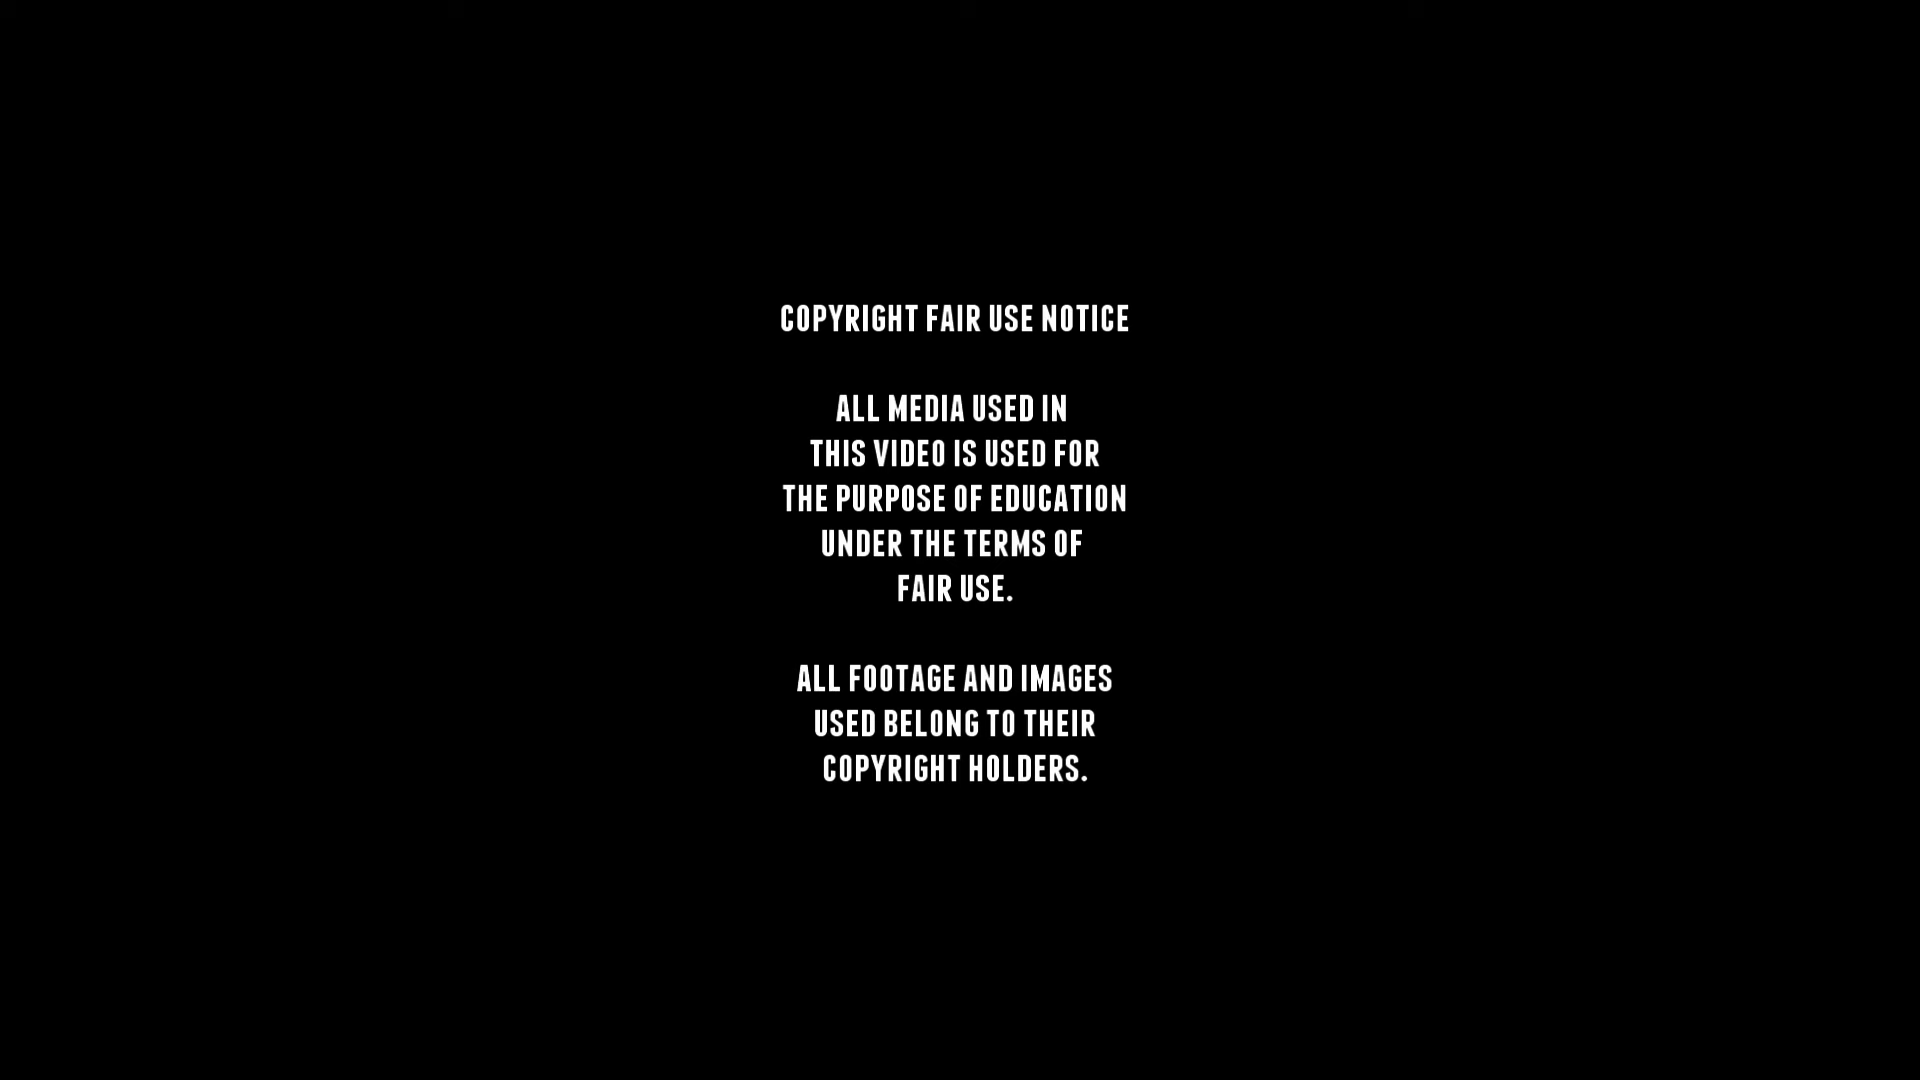 COPYRIGHT FAIR USE NOTICE
ALL MEDIA USED IN
THIS VIDEO IS USED FOR
THE PURPOSE OF EDUCATION
UNDER THE TERMS OF
FAIR USE.
ALL FOOTAGE AND IMAGES
USED BELONG TO THEIR
COPYRIGHT HOLDERS.